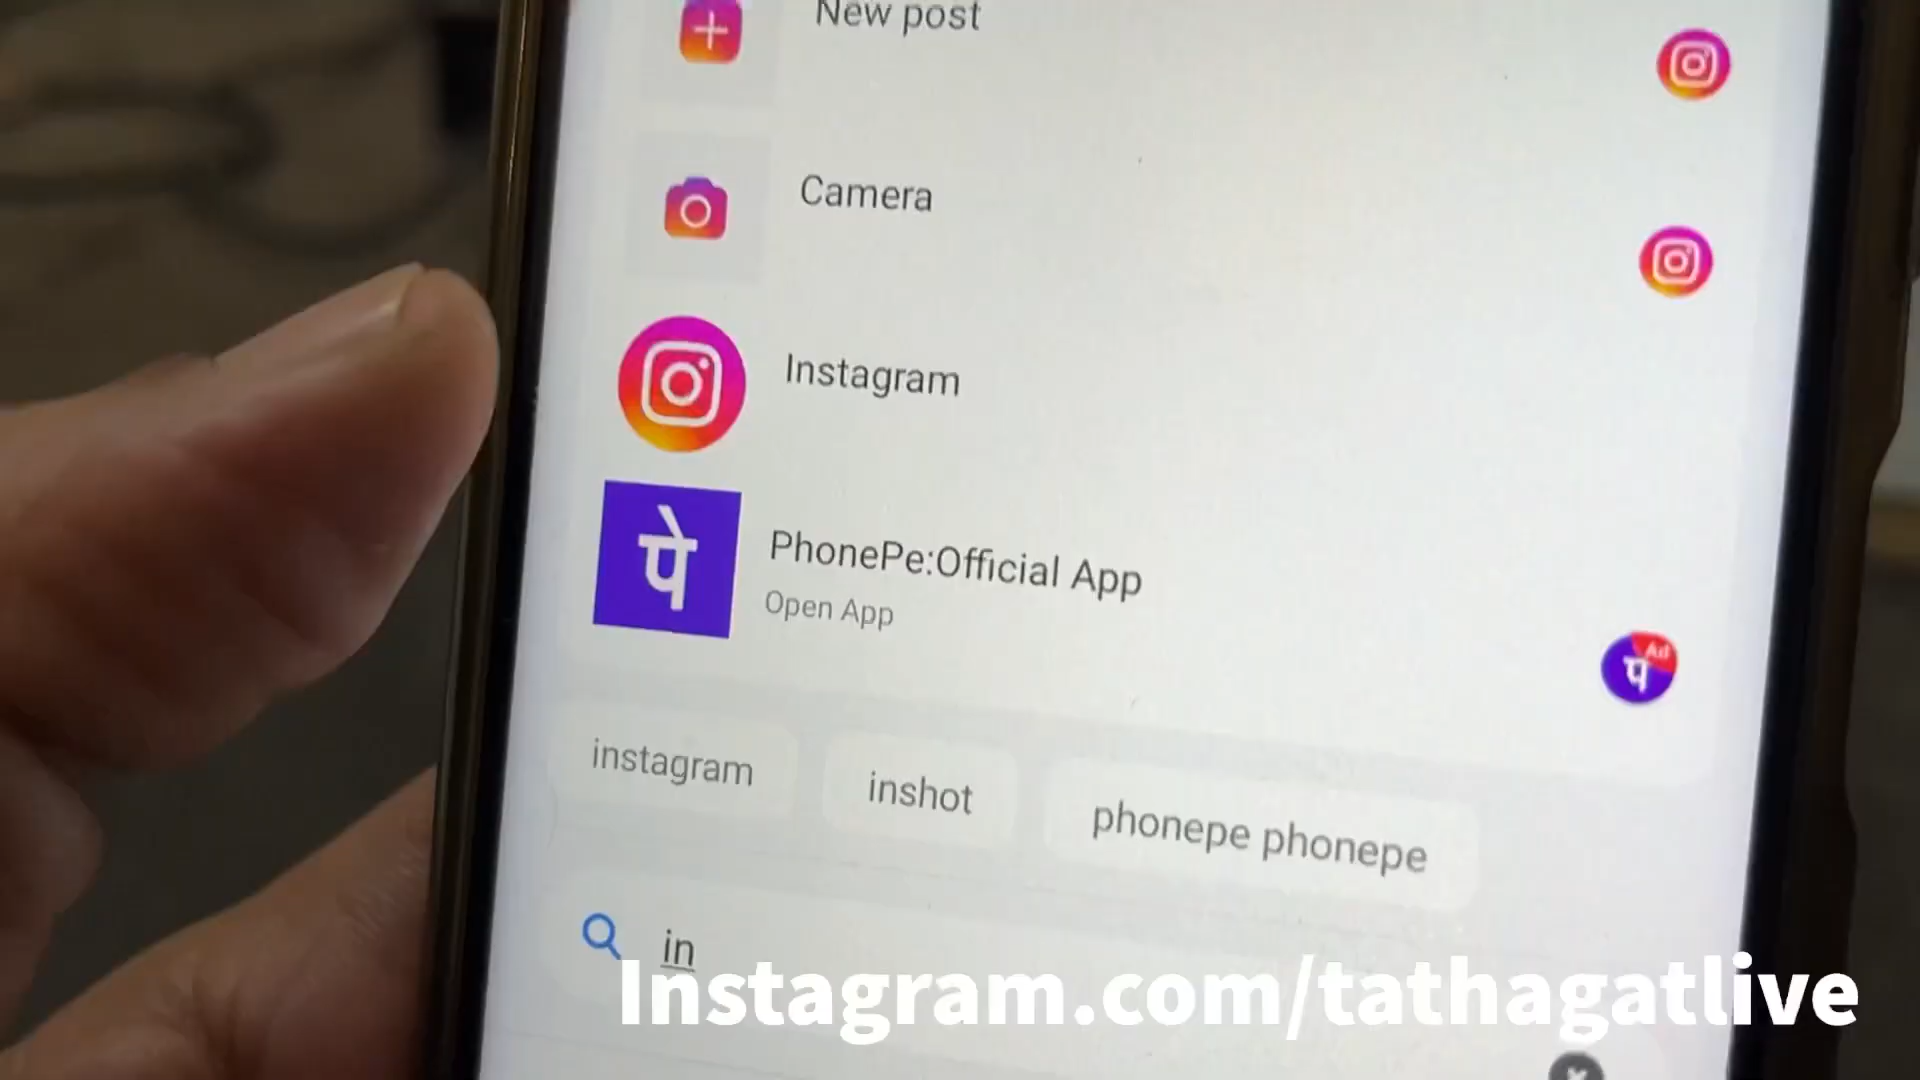 New post
Camera
Instagram
पे
PhonePe:Official App
Open App
Ad
पे
instagram
inshot
phonepe phonepe
in
Instagram.com/tathagatlive